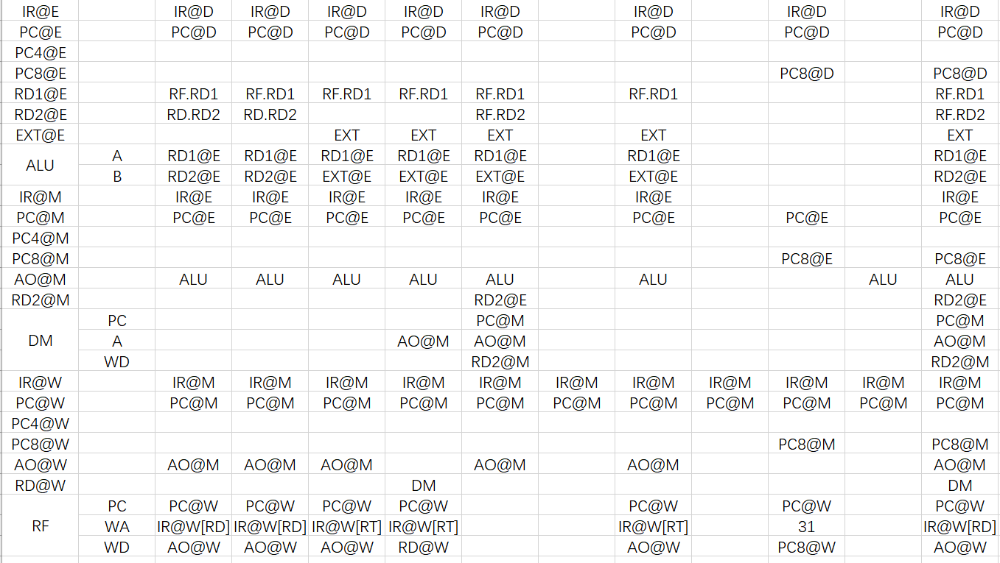 IR@E IR@D IR@D IR@D IR@D IR@D IR@D IR@D IR@D
PC@E PC@D PC@D PC@D PC@D PC@D PC@D PC@D PC@D
PC4@E
PC8@E PC8@D PC8@D
RD1@E RF.RD1 RF.RD1 RF.RD1 RF.RD1 RF.RD1 RF.RD1 RF.RD1
RD2@E RD.RD2 RD.RD2 RF.RD2 RF.RD2
EXT@E EXT EXT EXT EXT EXT
ALU A RD1@E RD1@E RD1@E RD1@E RD1@E RD1@E RD1@E
B RD2@E RD2@E EXT@E EXT@E EXT@E EXT@E RD2@E
IR@M IR@E IR@E IR@E IR@E IR@E IR@E IR@E
PC@M PC@E PC@E PC@E PC@E PC@E PC@E PC@E PC@E
PC4@M
PC8@M PC8@E PC8@E
AO@M ALU ALU ALU ALU ALU ALU ALU ALU
RD2@M RD2@E RD2@E
DM PC PC@M PC@M
A AO@M AO@M AO@M
WD RD2@M RD2@M
IR@W IR@M IR@M IR@M IR@M IR@M IR@M IR@M IR@M IR@M IR@M IR@M
PC@W PC@M PC@M PC@M PC@M PC@M PC@M PC@M PC@M PC@M PC@M PC@M
PC4@W
PC8@W PC8@M PC8@M
AO@W AO@M AO@M AO@M AO@M AO@M AO@M
RD@W DM DM
RF PC PC@W PC@W PC@W PC@W PC@W PC@W PC@W
WA IR@W[RD] IR@W[RD] IR@W[RT] IR@W[RT] IR@W[RT] 31 IR@W[RD]
WD AO@W AO@W AO@W RD@W AO@W PC8@W AO@W